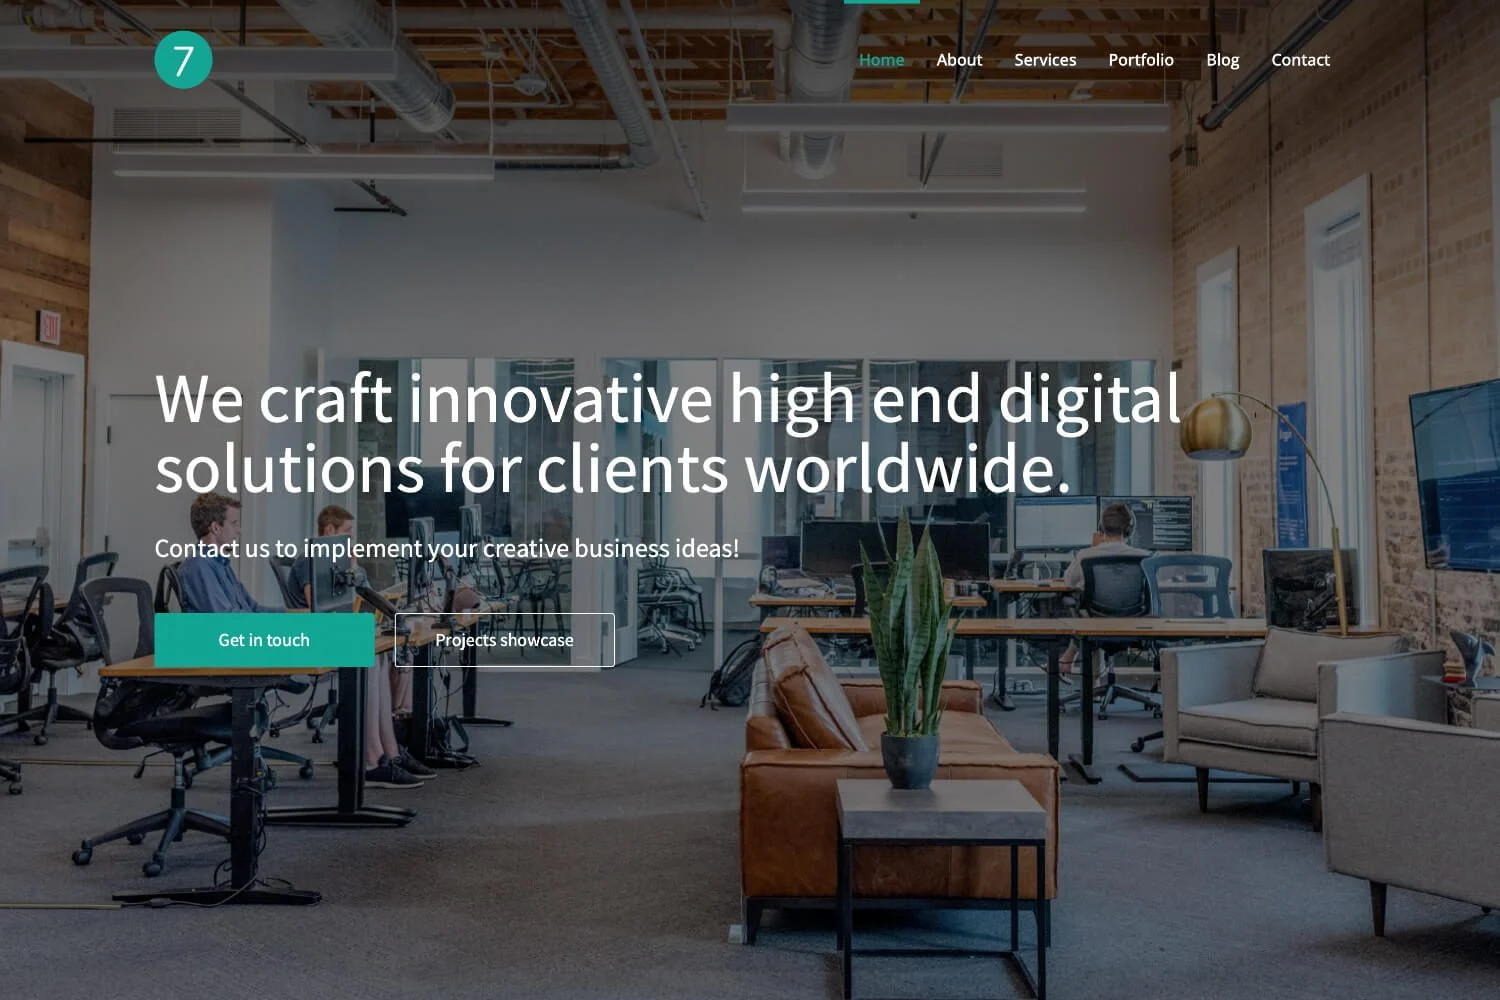 7
Home About Services Portfolio Blog Contact
EXIT
We craft innovative high end digital
solutions for clients worldwide.
Contact us to implement your creative business ideas!
Get in touch Projects showcase